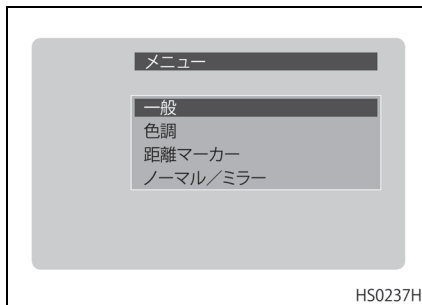 メニュー
一般
色調
距離マーカー
ノーマル／ミラー
HS0237H